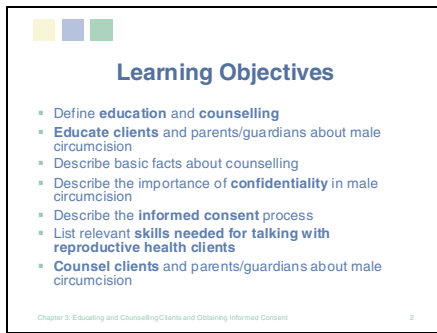 Learning Objectives
▪ Define education and counselling
▪ Educate clients and parents/guardians about male
circumcision
▪ Describe basic facts about counselling
▪ Describe the importance of confidentiality in male
circumcision
▪ Describe the informed consent process
▪ List relevant skills needed for talking with
reproductive health clients
▪ Counsel clients and parents/guardians about male
circumcision
Chapter 3: Educating and Counselling Clients and Obtaining Informed Consent 2